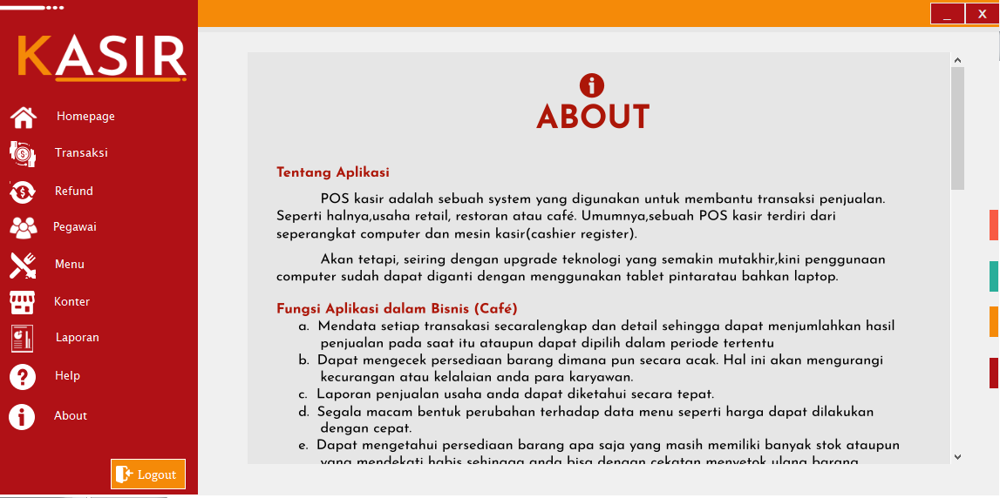 _ X
KASIR
Homepage
Transaksi
Refund
Pegawai
Menu
Konter
Laporan
Help
About
Logout
ABOUT
Tentang Aplikasi
POS kasir adalah sebuah system yang digunakan untuk membantu transaksi penjualan.
Seperti halnya,usaha retail, restoran atau café. Umumnya,sebuah POS kasir terdiri dari
seperangkat computer dan mesin kasir(cashier register).
Akan tetapi, seiring dengan upgrade teknologi yang semakin mutakhir,kini penggunaan
computer sudah dapat diganti dengan menggunakan tablet pintaratau bahkan laptop.
Fungsi Aplikasi dalam Bisnis (Café)
a. Mendata setiap transakasi secaralengkap dan detail sehingga dapat menjumlahkan hasil
penjualan pada saat itu ataupun dapat dipilih dalam periode tertentu
b. Dapat mengecek persediaan barang dimana pun secara acak. Hal ini akan mengurangi
kecurangan atau kelalaian anda para karyawan.
c. Laporan penjualan usaha anda dapat diketahui secara tepat.
d. Segala macam bentuk perubahan terhadap data menu seperti harga dapat dilakukan
dengan cepat.
e. Dapat mengetahui persediaan barang apa saja yang masih memiliki banyak stok ataupun
yang mendekati habis sehingga anda bisa dengan cekatan menyetok ulang barang